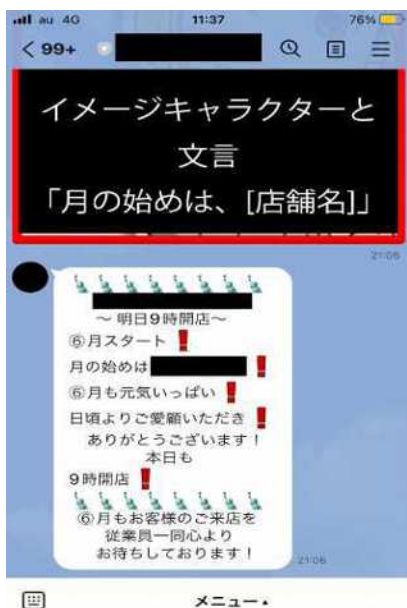 au 4G 11:37 76%
99+
イメージキャラクターと
文言
「月の始めは、[店舗名]」
21:06
～ 明日9時開店～
⑥月スタート❗
月の始めは❗
⑥月も元気いっぱい❗
日頃よりご愛顧いただき❗
ありがとうございます！
本日も
9時開店❗
⑥月もお客様のご来店を
従業員一同心より
お待ちしております！
21:06
メニュー▴